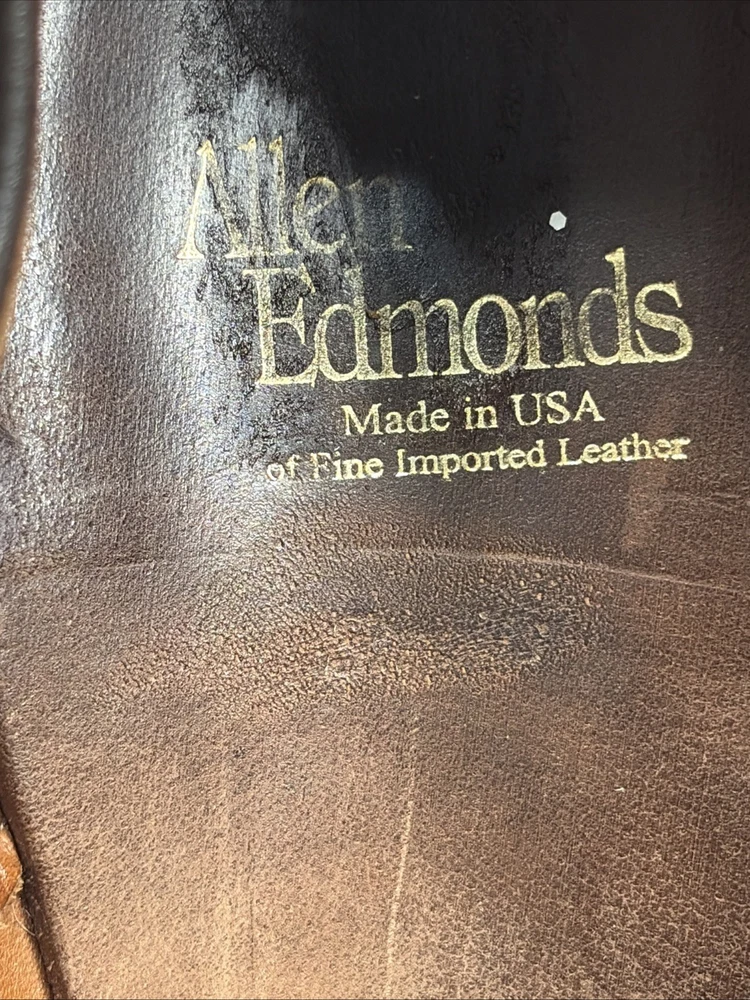 Allen
Edmonds
Made in USA
of Fine Imported Leather